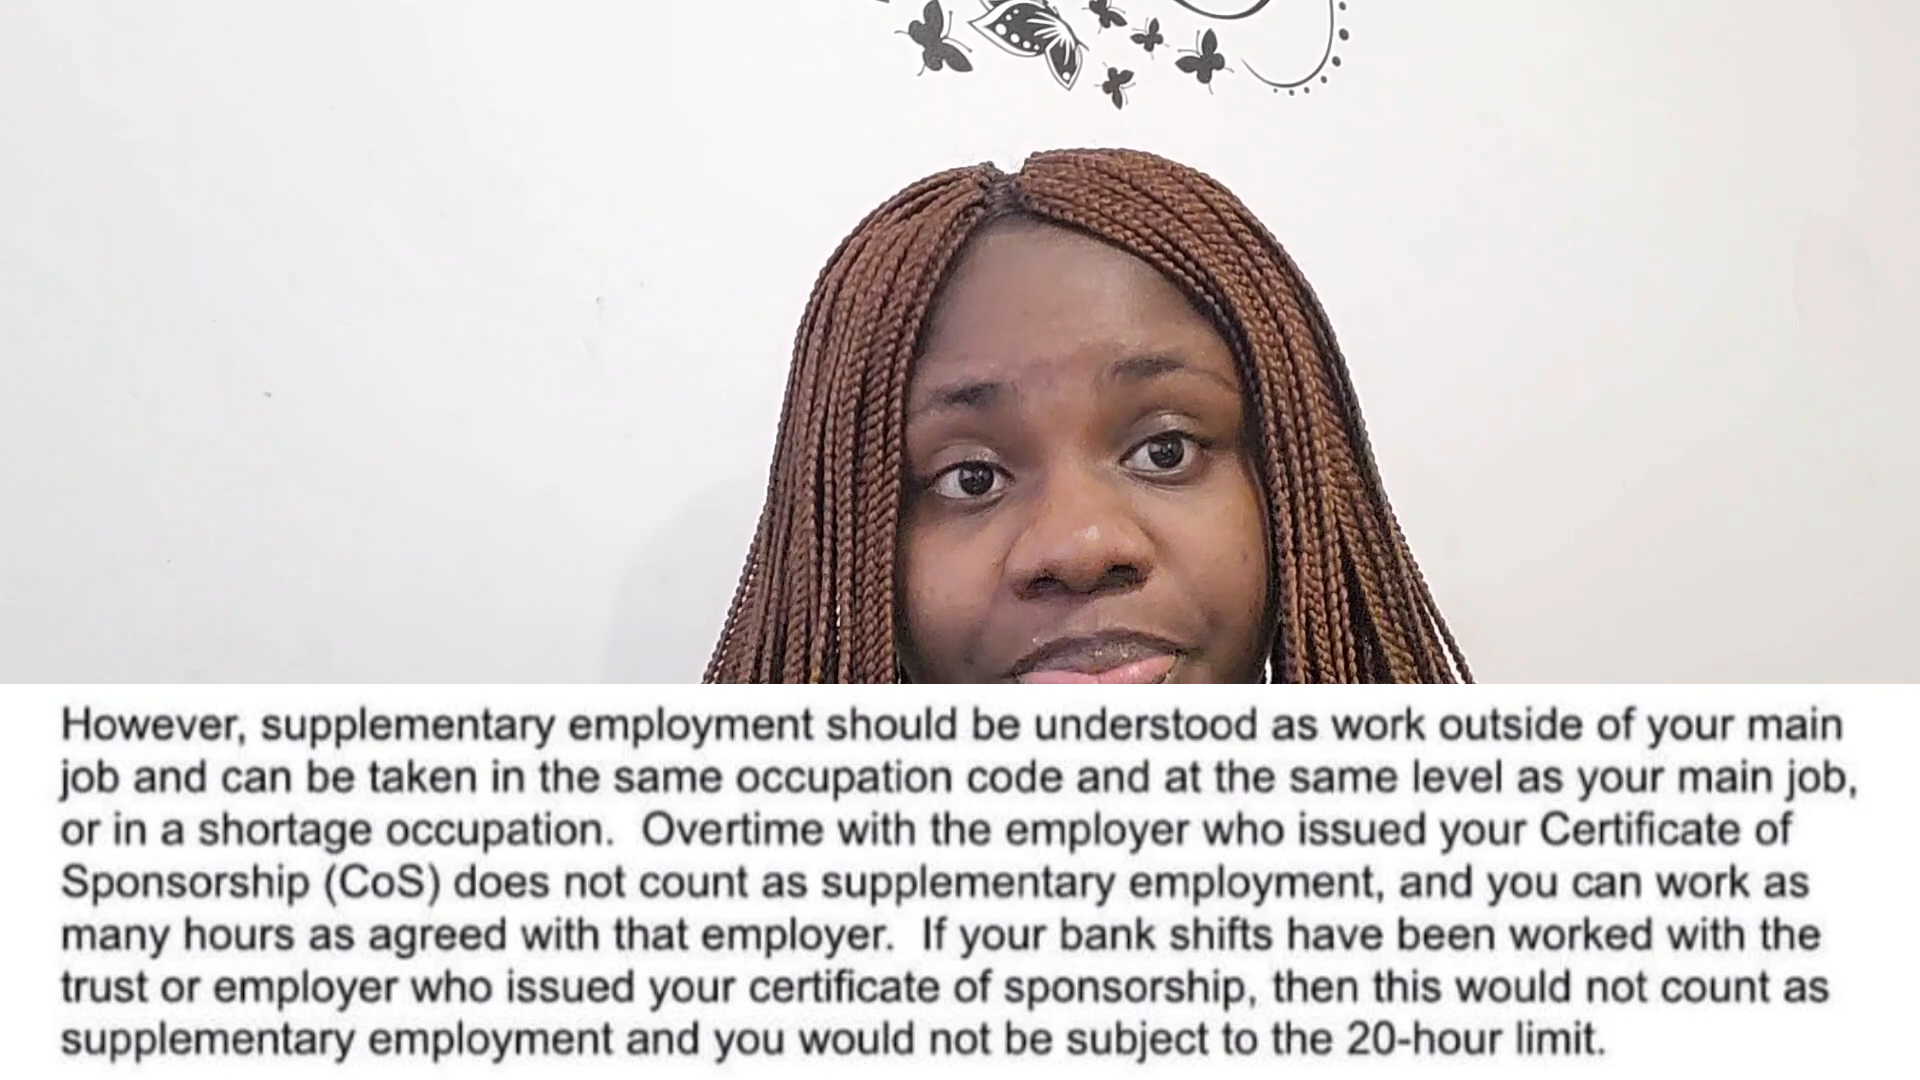 However, supplementary employment should be understood as work outside of your main
job and can be taken in the same occupation code and at the same level as your main job,
or in a shortage occupation.  Overtime with the employer who issued your Certificate of
Sponsorship (CoS) does not count as supplementary employment, and you can work as
many hours as agreed with that employer.  If your bank shifts have been worked with the
trust or employer who issued your certificate of sponsorship, then this would not count as
supplementary employment and you would not be subject to the 20-hour limit.